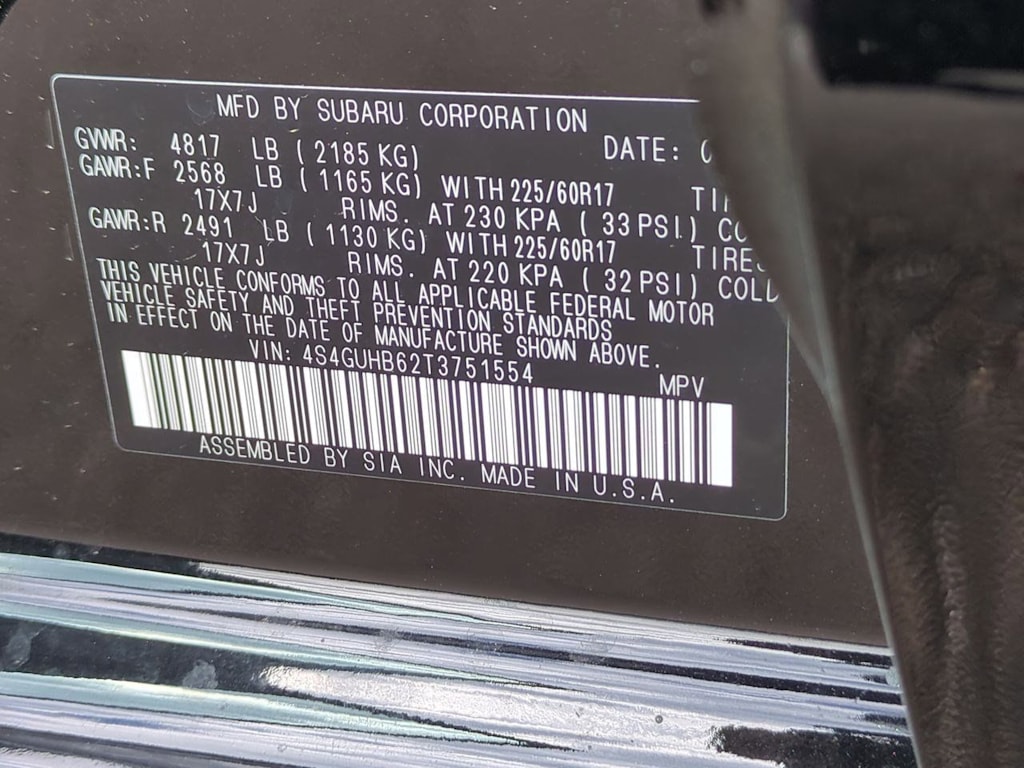 MFD BY SUBARU CORPORATION
GVWR: 4817 LB (2185 KG) DATE:
GAWR:F 2568 LB (1165 KG) WITH 225/60R17
17X7J RIMS. AT 230 KPA (33 PSI.)
GAWR:R 2491 LB (1130 KG) WITH 225/60R17 TIRES
17X7J RIMS. AT 220 KPA (32 PSI) COLD
THIS VEHICLE CONFORMS TO ALL APPLICABLE FEDERAL MOTOR
VEHICLE SAFETY AND THEFT PREVENTION STANDARDS
IN EFFECT ON THE DATE OF MANUFACTURE SHOWN ABOVE.
VIN: 4S4GUHB62T3751554 MPV
ASSEMBLED BY SIA INC. MADE IN U.S.A.